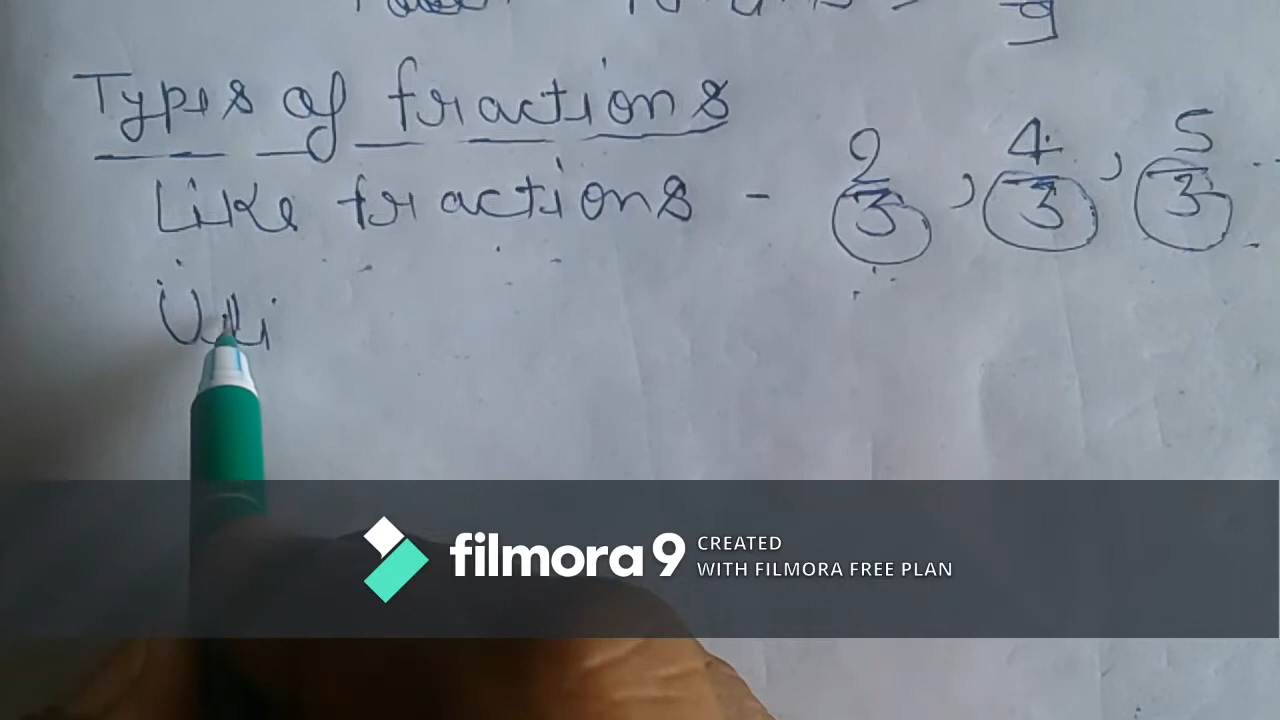 9
Types of fractions
Like fractions - 2/3, 4/3, 5/3 ...
Unli
filmora 9 CREATED
WITH FILMORA FREE PLAN